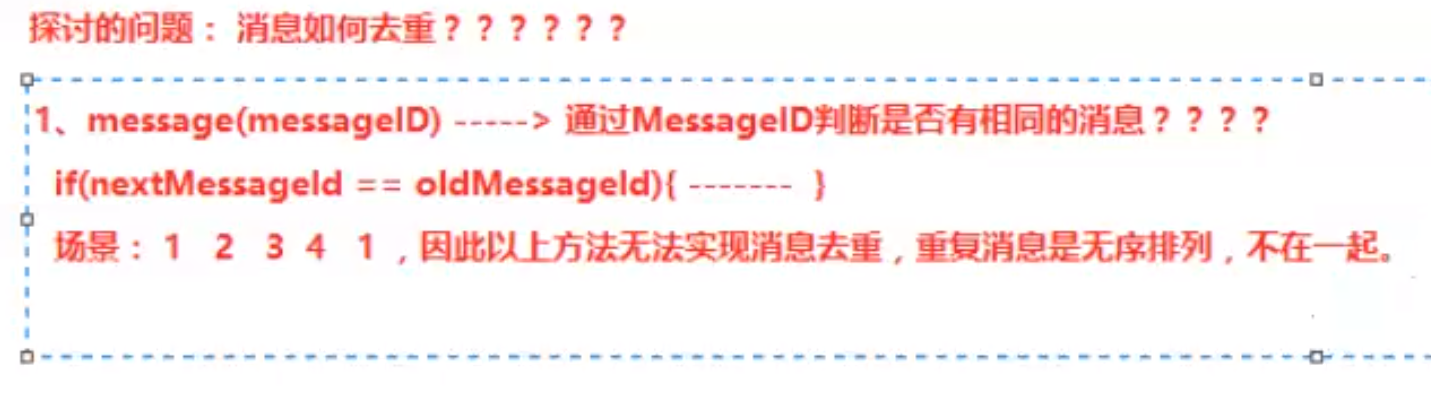 探讨的问题： 消息如何去重？？？？？？
1、message(messageID) -----> 通过MessageID判断是否有相同的消息？？？？
if(nextMessageId == oldMessageId){ ------- }
场景： 1 2 3 4 1 ，因此以上方法无法实现消息去重，重复消息是无序排列，不在一起。